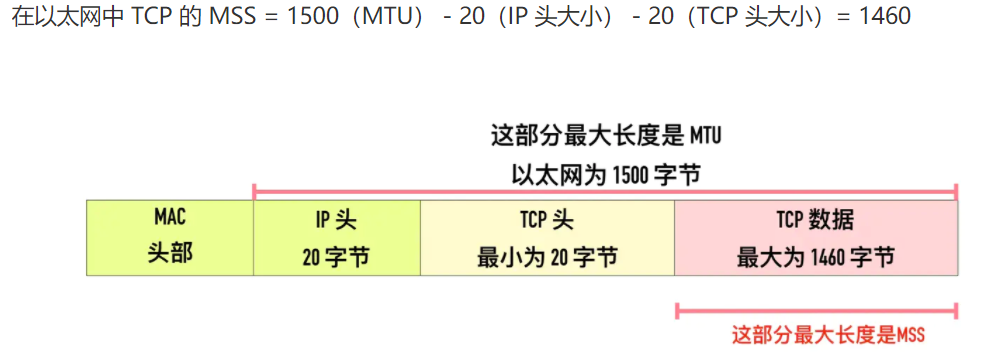 在以太网中 TCP 的 MSS = 1500（MTU） - 20（IP 头大小） - 20（TCP 头大小）= 1460
这部分最大长度是 MTU
以太网为 1500 字节
MAC
头部
IP 头
20 字节
TCP 头
最小为 20 字节
TCP 数据
最大为 1460 字节
这部分最大长度是MSS